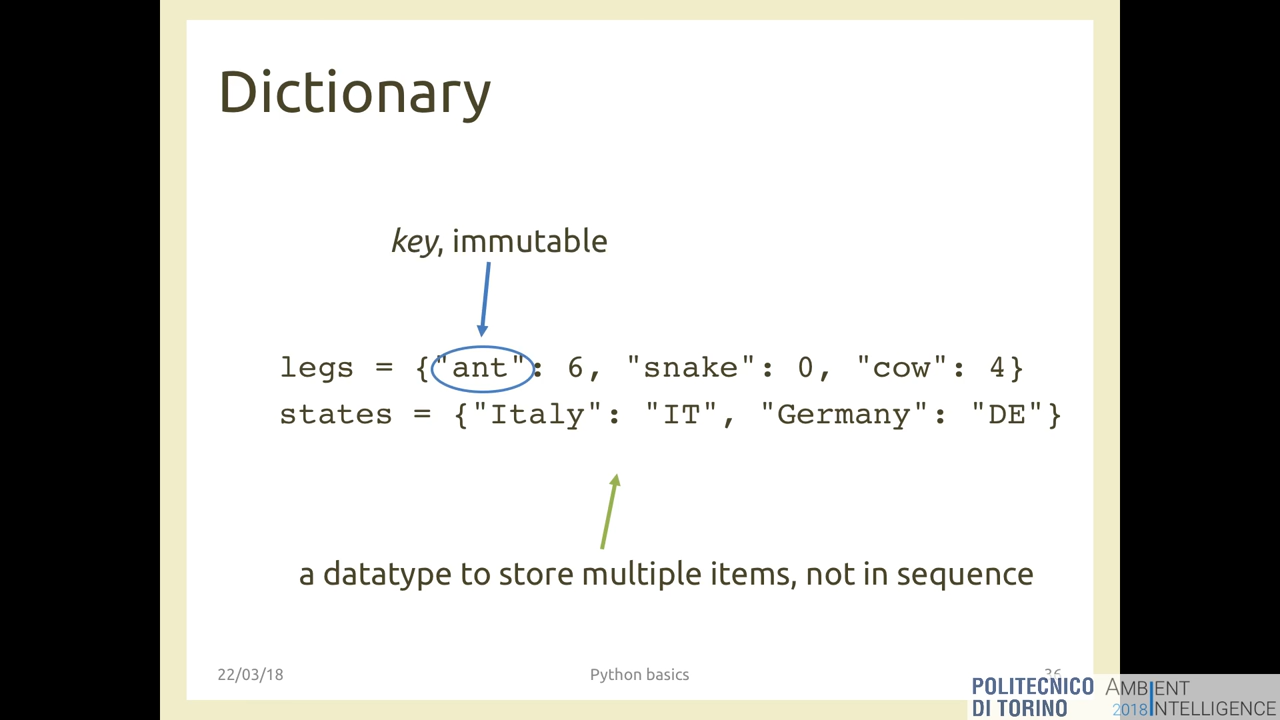 Dictionary
key, immutable
legs = {"ant": 6, "snake": 0, "cow": 4}
states = {"Italy": "IT", "Germany": "DE"}
a datatype to store multiple items, not in sequence
22/03/18
Python basics
36
POLITECNICO
DI TORINO
AMBIENT
2018 INTELLIGENCE